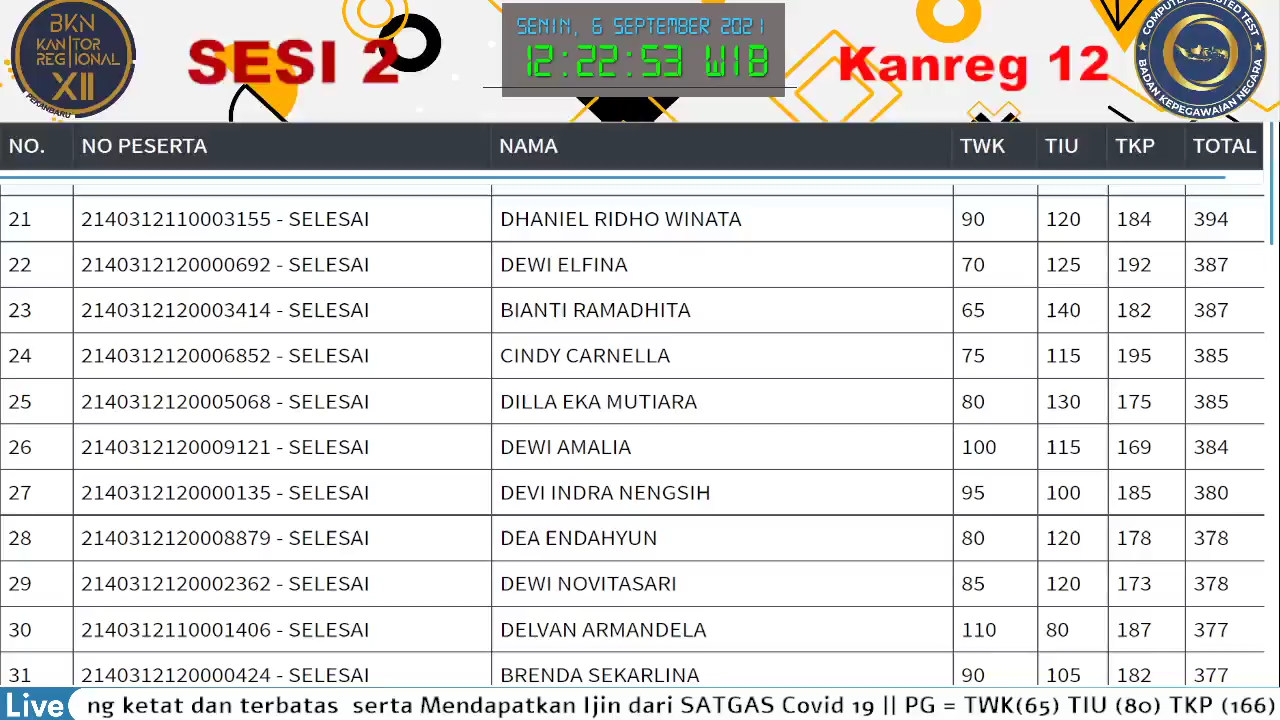 BKN
KANTOR
REGIONAL
XII
PEKANBARU
SESI 2
SENIN, 6 SEPTEMBER 2021
12:22:53 WIB
Kanreg 12
COMPUTER ASSISTED TEST
BADAN KEPEGAWAIAN NEGARA
NO. NO PESERTA NAMA TWK TIU TKP TOTAL
21 2140312110003155 - SELESAI DHANIEL RIDHO WINATA 90 120 184 394
22 2140312120000692 - SELESAI DEWI ELFINA 70 125 192 387
23 2140312120003414 - SELESAI BIANTI RAMADHITA 65 140 182 387
24 2140312120006852 - SELESAI CINDY CARNELLA 75 115 195 385
25 2140312120005068 - SELESAI DILLA EKA MUTIARA 80 130 175 385
26 2140312120009121 - SELESAI DEWI AMALIA 100 115 169 384
27 2140312120000135 - SELESAI DEVI INDRA NENGSIH 95 100 185 380
28 2140312120008879 - SELESAI DEA ENDAHYUN 80 120 178 378
29 2140312120002362 - SELESAI DEWI NOVITASARI 85 120 173 378
30 2140312110001406 - SELESAI DELVAN ARMANDELA 110 80 187 377
31 2140312120000424 - SELESAI BRENDA SEKARLINA 90 105 182 377
Live ng ketat dan terbatas serta Mendapatkan Ijin dari SATGAS Covid 19 || PG = TWK(65) TIU (80) TKP (166)